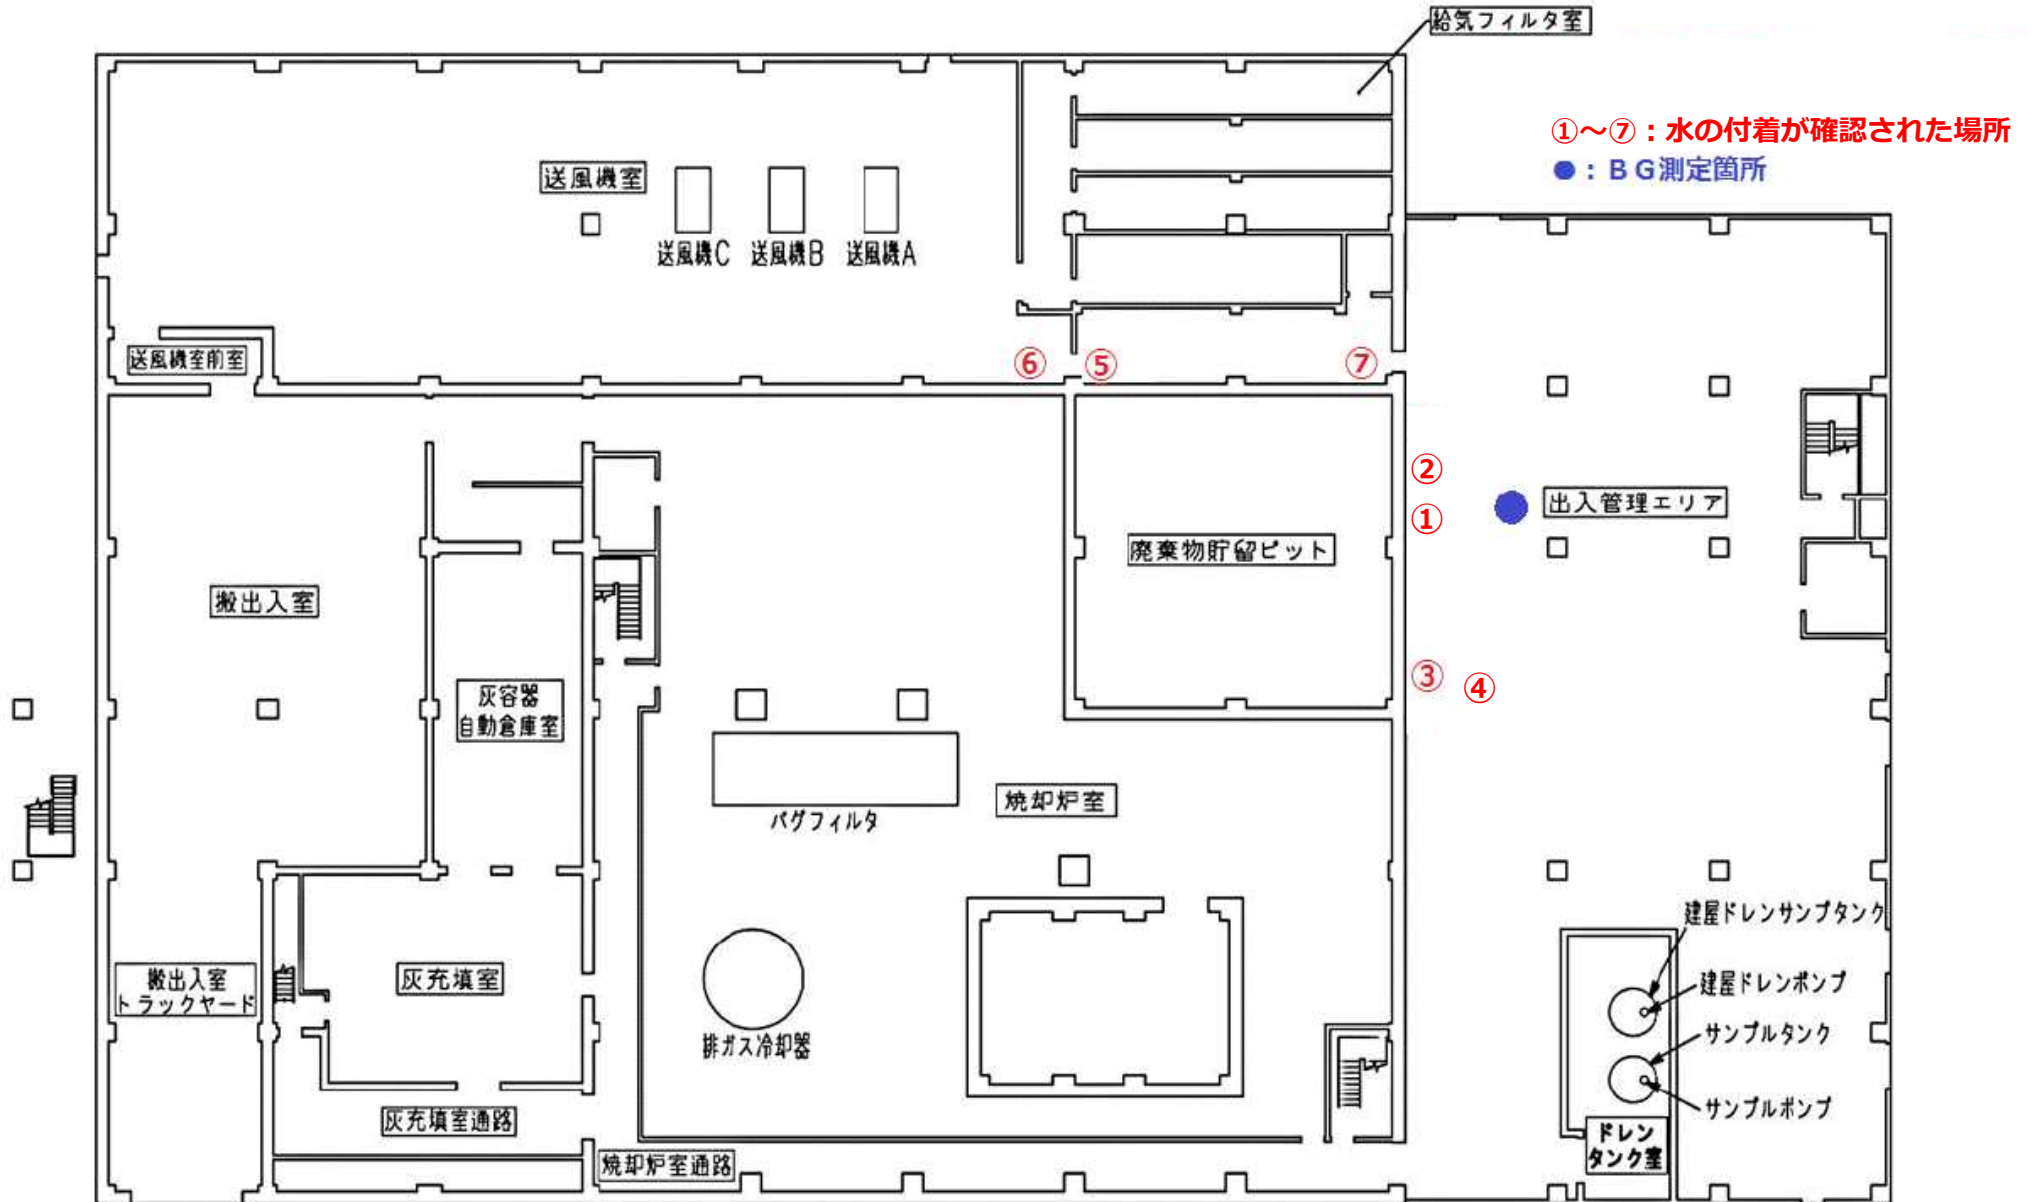 給気フィルタ室
①～⑦：水の付着が確認された場所
●：ＢＧ測定箇所
送風機室
送風機C
送風機B
送風機A
送風機室前室
⑥
⑤
⑦
②
①
出入管理エリア
廃棄物貯留ピット
搬出入室
③
④
灰容器
自動倉庫室
焼却炉室
バグフィルタ
建屋ドレンサンプタンク
搬出入室
トラックヤード
灰充填室
建屋ドレンポンプ
排ガス冷却器
サンプルタンク
サンプルポンプ
灰充填室通路
ドレン
タンク室
焼却炉室通路